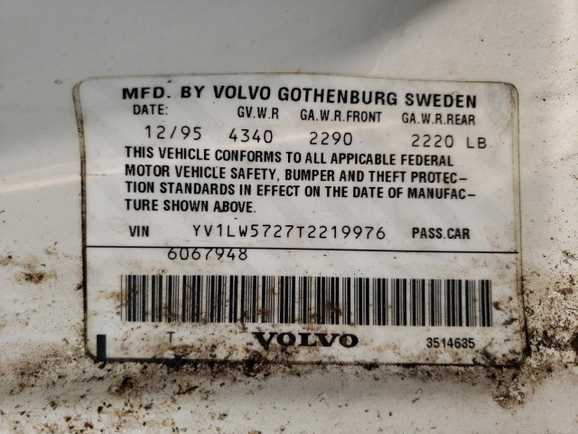 MFD. BY VOLVO GOTHENBURG SWEDEN
DATE: GV.W.R GA.W.R.FRONT GA.W.R.REAR
12/95 4340 2290 2220 LB
THIS VEHICLE CONFORMS TO ALL APPLICABLE FEDERAL
MOTOR VEHICLE SAFETY, BUMPER AND THEFT PROTEC-
TION STANDARDS IN EFFECT ON THE DATE OF MANUFAC-
TURE SHOWN ABOVE.
VIN YV1LW5727T2219976 PASS.CAR
6067948
T VOLVO 3514635